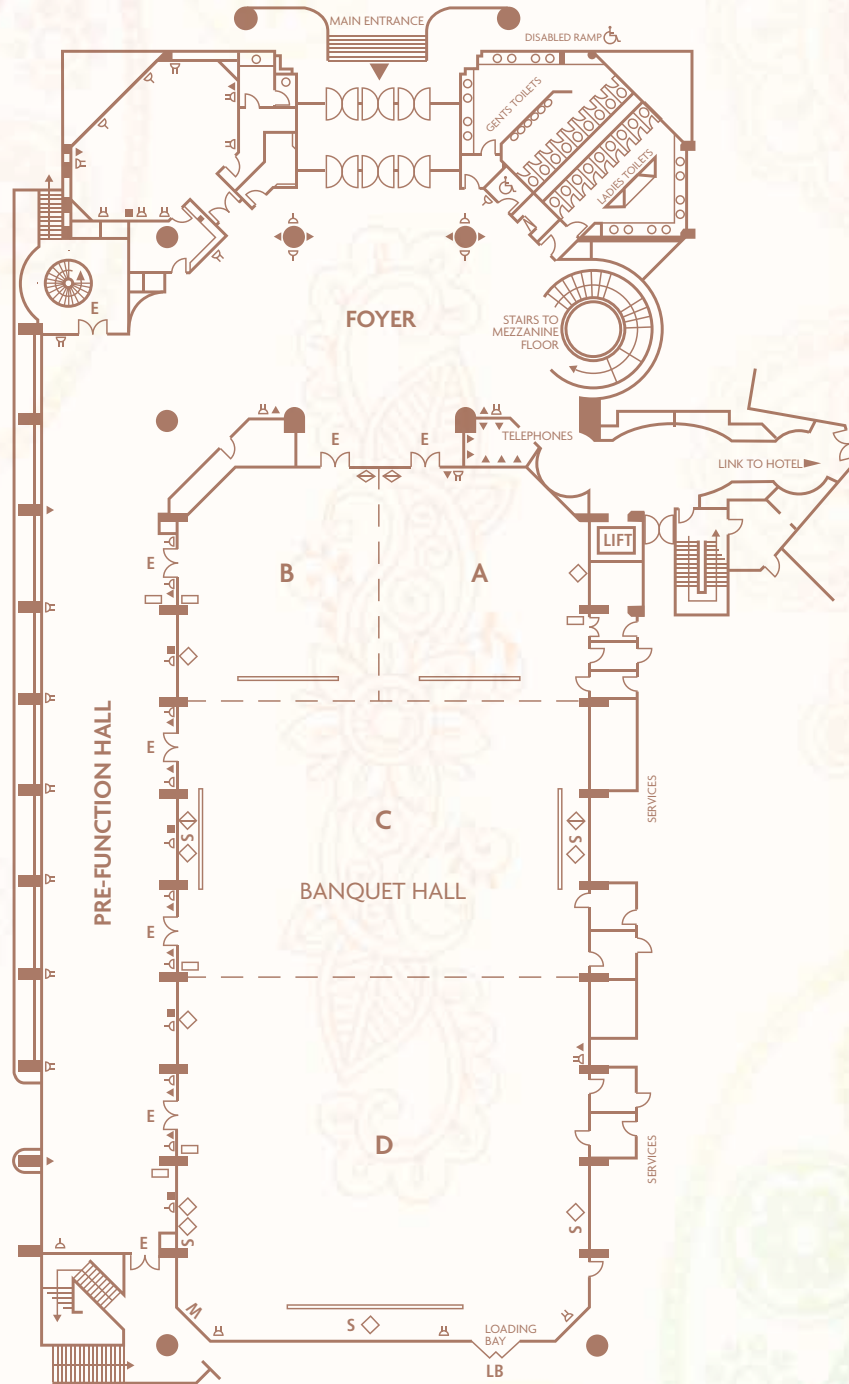 MAIN ENTRANCE
DISABLED RAMP
GENTS TOILETS
LADIES TOILETS
E
FOYER
STAIRS TO
MEZZANINE
FLOOR
E
E
TELEPHONES
LINK TO HOTEL
LIFT
E
B
A
PRE-FUNCTION HALL
E
SERVICES
S
C
S
BANQUET HALL
E
E
D
SERVICES
S
S
E
W
S
LOADING
BAY
LB